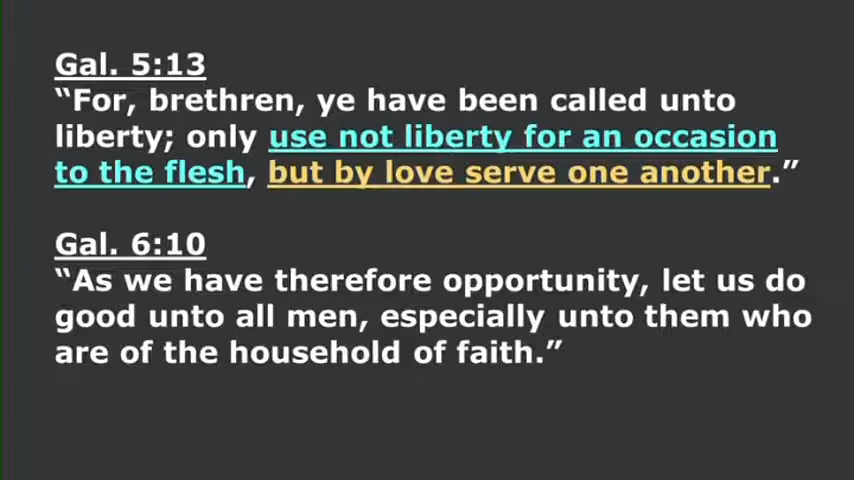 Gal. 5:13
“For, brethren, ye have been called unto
liberty; only use not liberty for an occasion
to the flesh, but by love serve one another.”
Gal. 6:10
“As we have therefore opportunity, let us do
good unto all men, especially unto them who
are of the household of faith.”